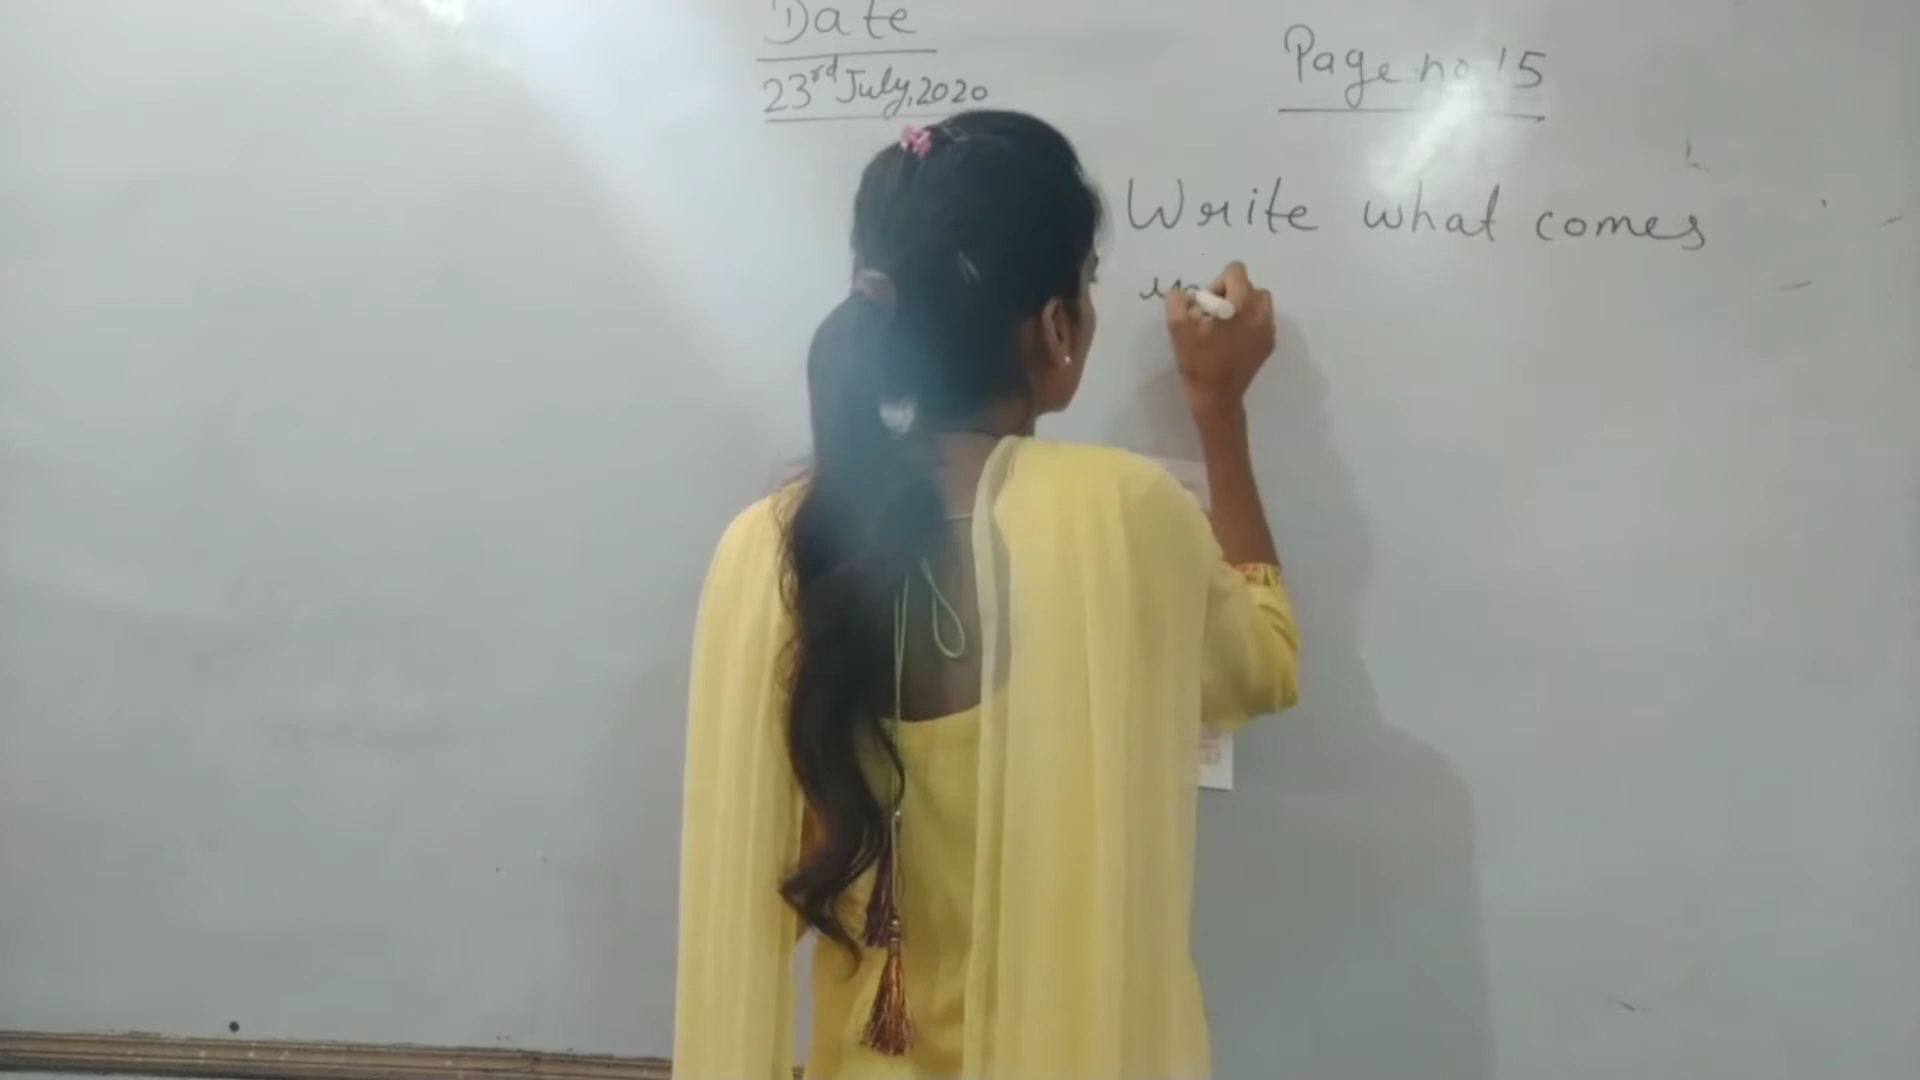 Date
23rd July, 2020
Page no 15
Write what comes